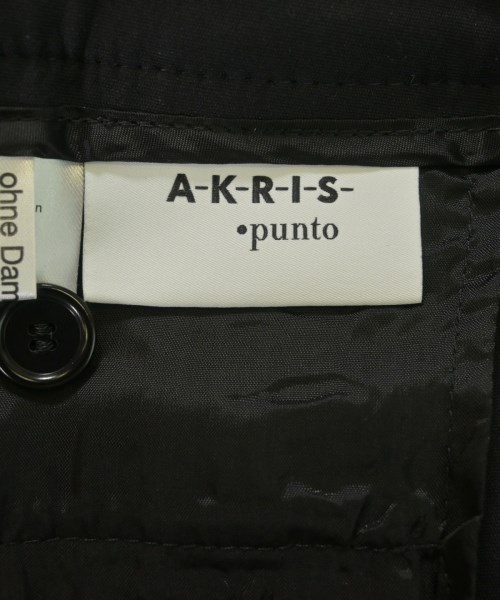 A-K-R-I-S-
•punto
ohne Dam
n